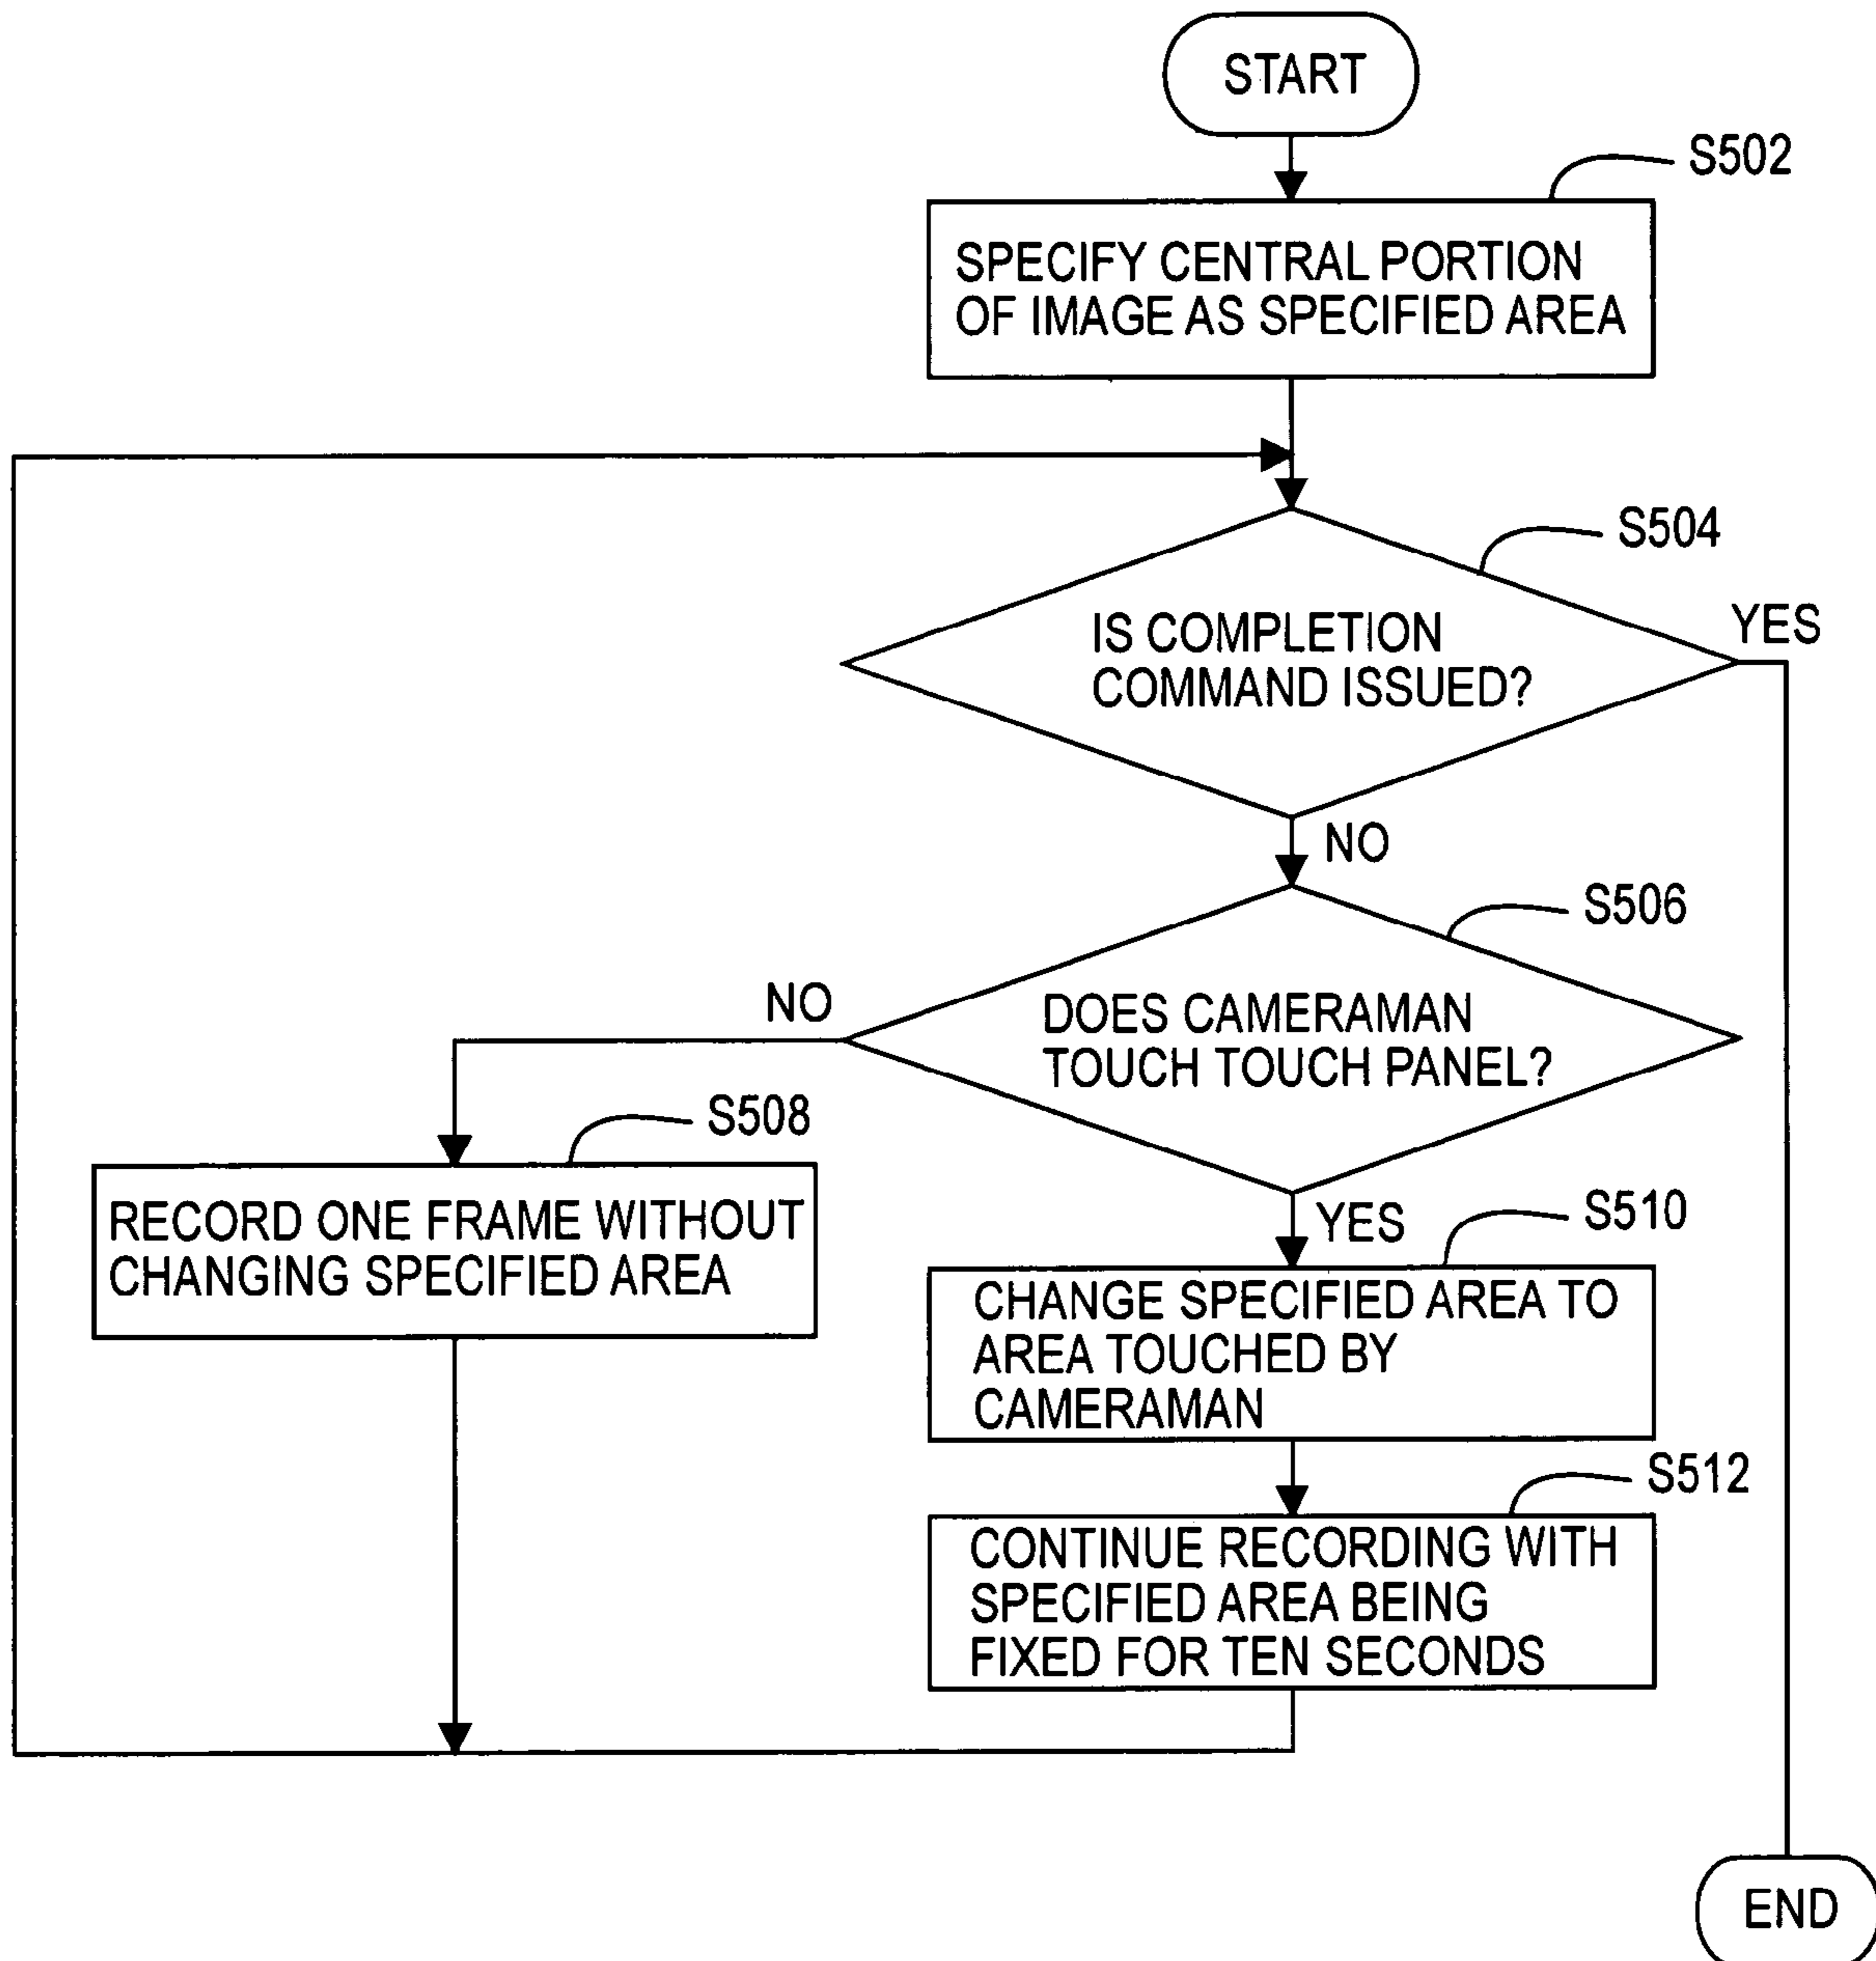 START
S502
SPECIFY CENTRAL PORTION
OF IMAGE AS SPECIFIED AREA
S504
IS COMPLETION
COMMAND ISSUED?
YES
NO
S506
DOES CAMERAMAN
TOUCH TOUCH PANEL?
NO
S508
RECORD ONE FRAME WITHOUT
CHANGING SPECIFIED AREA
YES
S510
CHANGE SPECIFIED AREA TO
AREA TOUCHED BY
CAMERAMAN
S512
CONTINUE RECORDING WITH
SPECIFIED AREA BEING
FIXED FOR TEN SECONDS
END